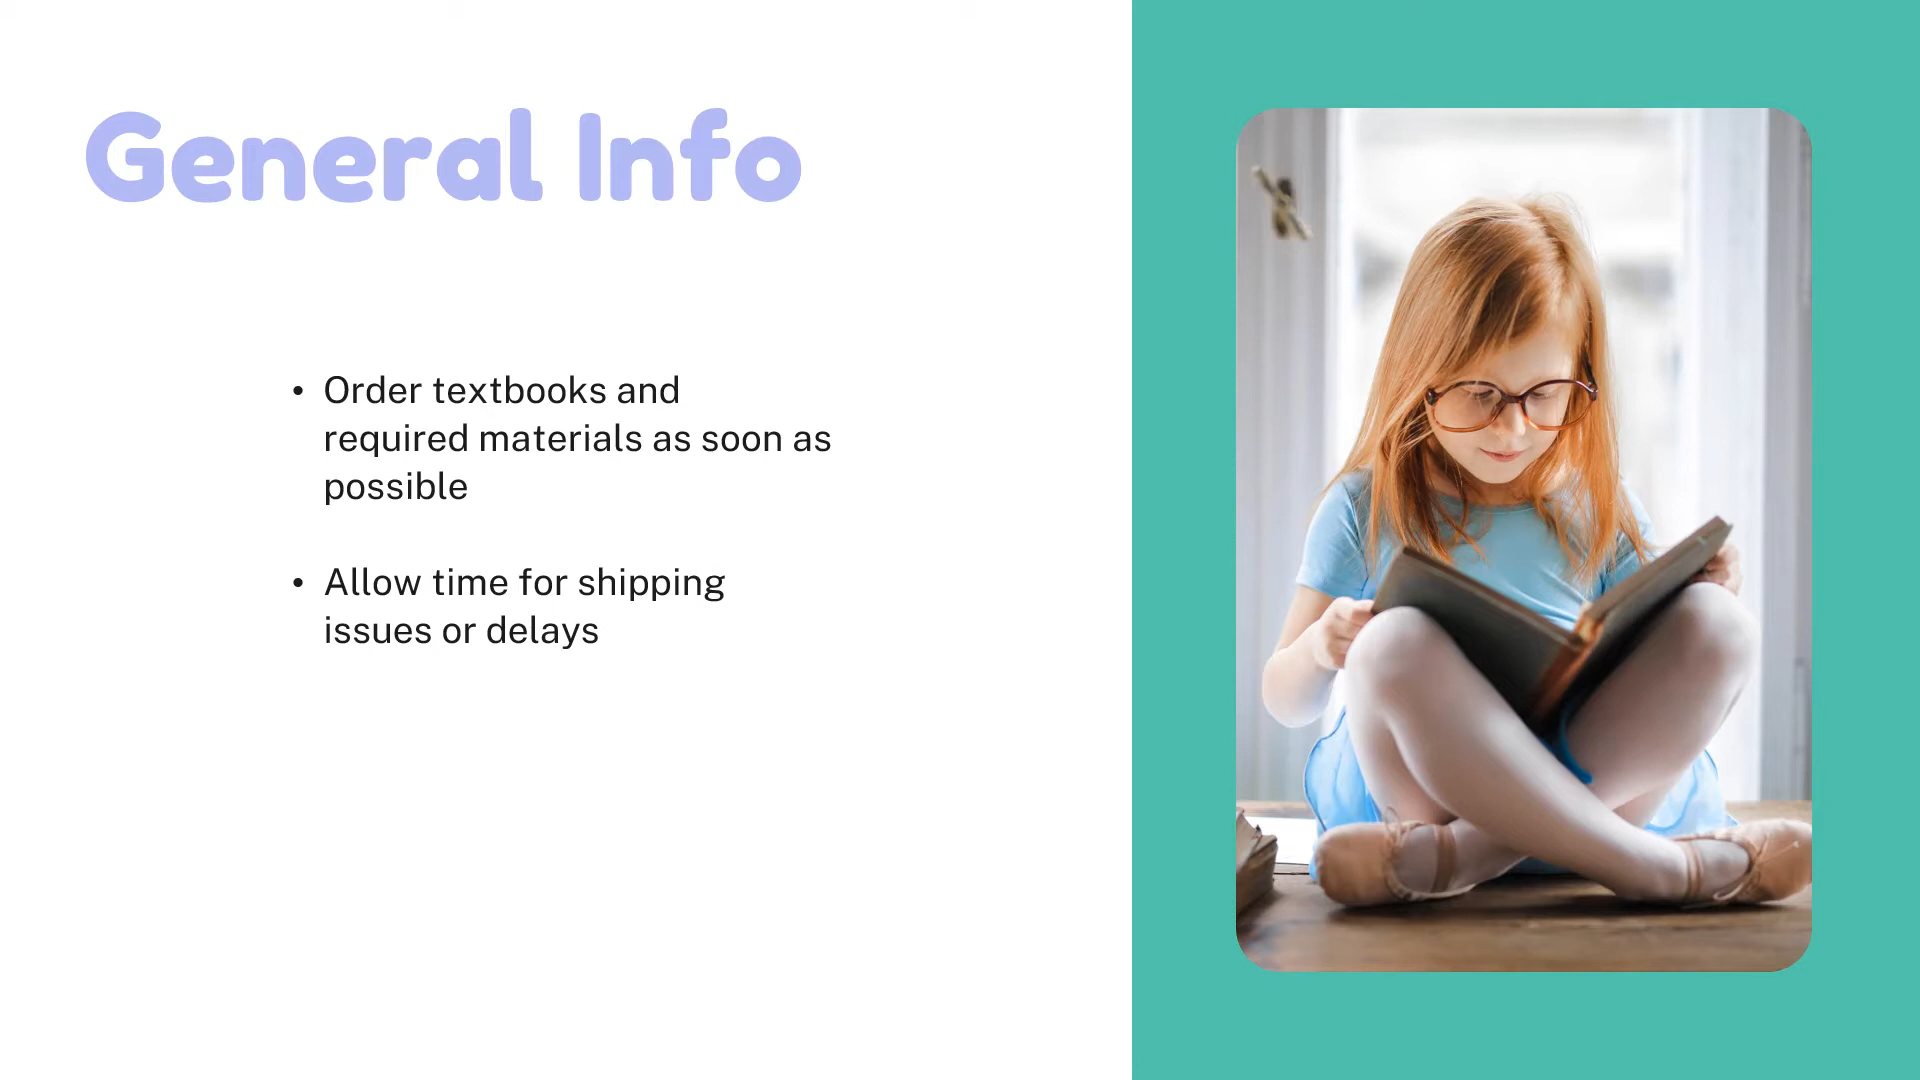 General Info
• Order textbooks and
required materials as soon as
possible
• Allow time for shipping
issues or delays